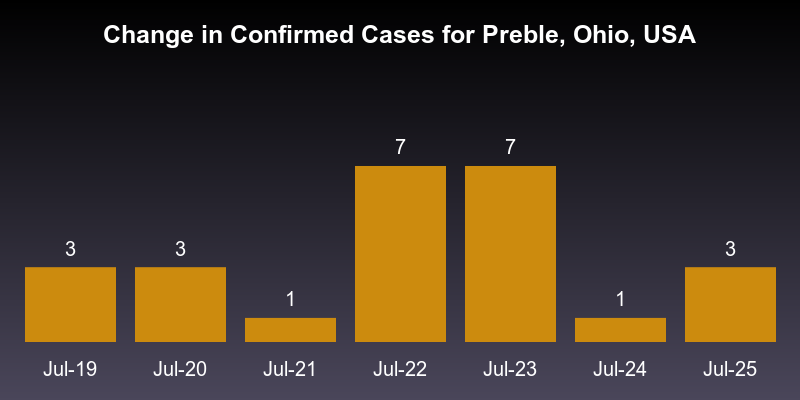 Change in Confirmed Cases for Preble, Ohio, USA
3 3 1 7 7 1 3
Jul-19 Jul-20 Jul-21 Jul-22 Jul-23 Jul-24 Jul-25